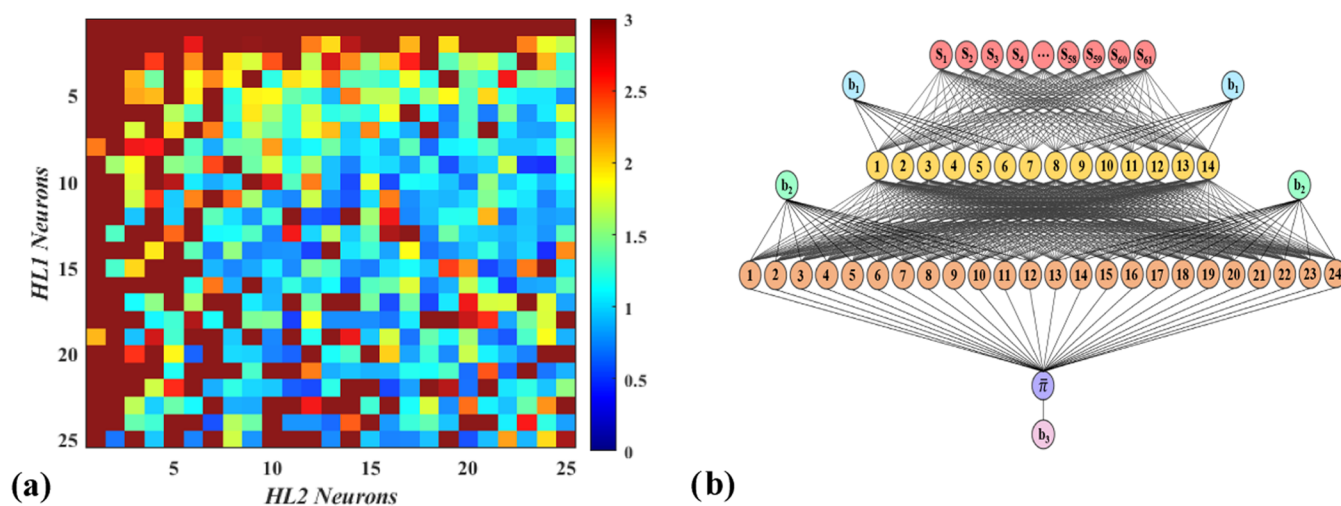 3
2.5
2
1.5
1
0.5
0
5
10
15
20
25
HL1 Neurons
5 10 15 20 25
HL2 Neurons
(a)
S1 S2 S3 S4 ... S58 S59 S60 S61
b1 b1
1 2 3 4 5 6 7 8 9 10 11 12 13 14
b2 b2
1 2 3 4 5 6 7 8 9 10 11 12 13 14 15 16 17 18 19 20 21 22 23 24
π̄
b3
(b)